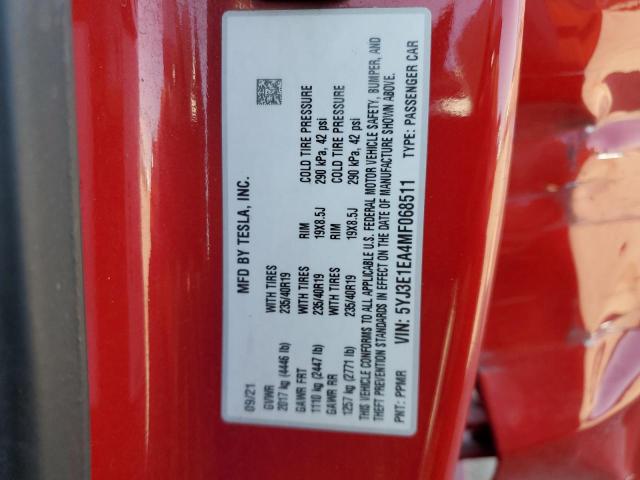 MFD BY TESLA, INC.
09/21
GVWR WITH TIRES RIM COLD TIRE PRESSURE
2017 kg (4446 lb) 235/40R19 19X8.5J 290 kPa, 42 psi
GAWR FRT WITH TIRES RIM COLD TIRE PRESSURE
1110 kg (2447 lb) 235/40R19 19X8.5J 290 kPa, 42 psi
GAWR RR WITH TIRES
1257 kg (2771 lb) 235/40R19
THIS VEHICLE CONFORMS TO ALL APPLICABLE U.S. FEDERAL MOTOR VEHICLE SAFETY, BUMPER, AND
THEFT PREVENTION STANDARDS IN EFFECT ON THE DATE OF MANUFACTURE SHOWN ABOVE.
VIN: 5YJ3E1EA4MF068511 TYPE: PASSENGER CAR
PNT: PPMR